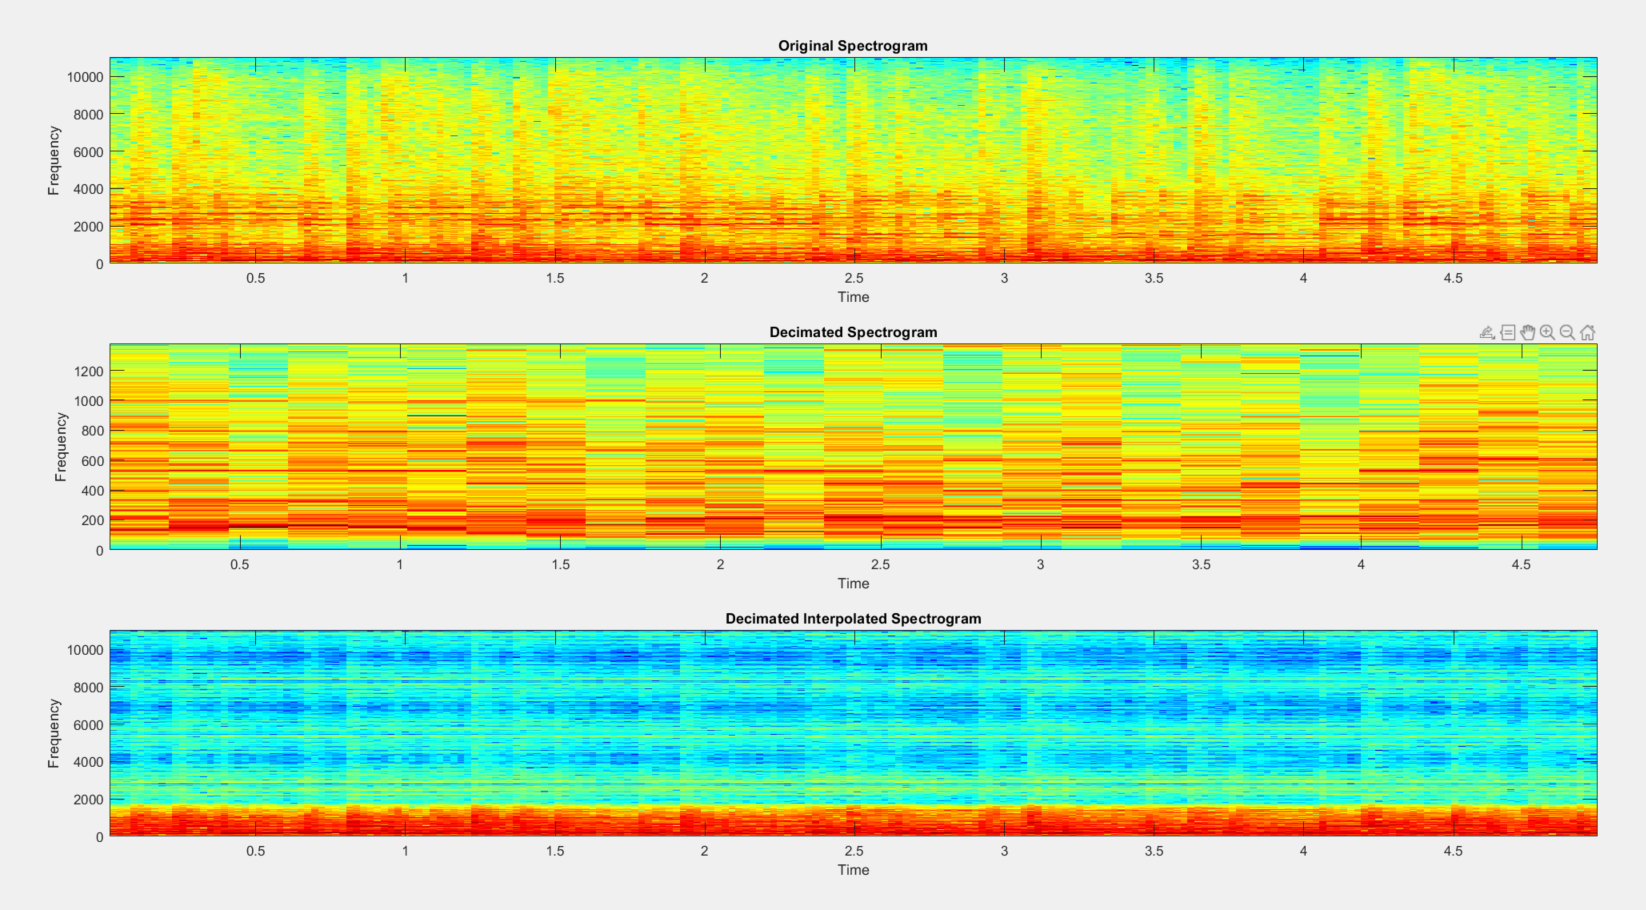 Original Spectrogram
10000
8000
6000
4000
2000
0
Frequency
0.5 1 1.5 2 2.5 3 3.5 4 4.5
Time
Decimated Spectrogram
1200
1000
800
600
400
200
0
Frequency
0.5 1 1.5 2 2.5 3 3.5 4 4.5
Time
Decimated Interpolated Spectrogram
10000
8000
6000
4000
2000
0
Frequency
0.5 1 1.5 2 2.5 3 3.5 4 4.5
Time